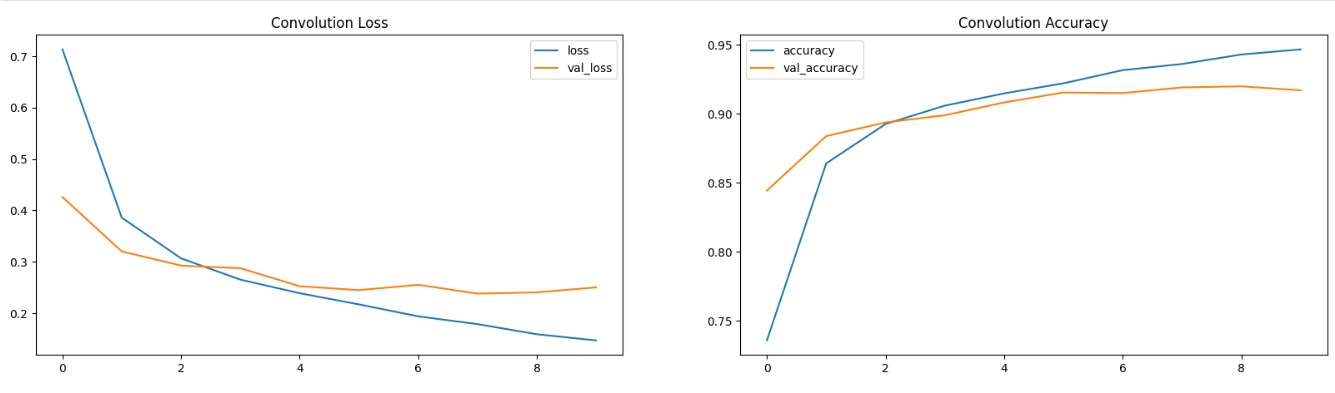 Convolution Loss
loss
val_loss
0.7
0.6
0.5
0.4
0.3
0.2
0 2 4 6 8
Convolution Accuracy
accuracy
val_accuracy
0.95
0.90
0.85
0.80
0.75
0 2 4 6 8